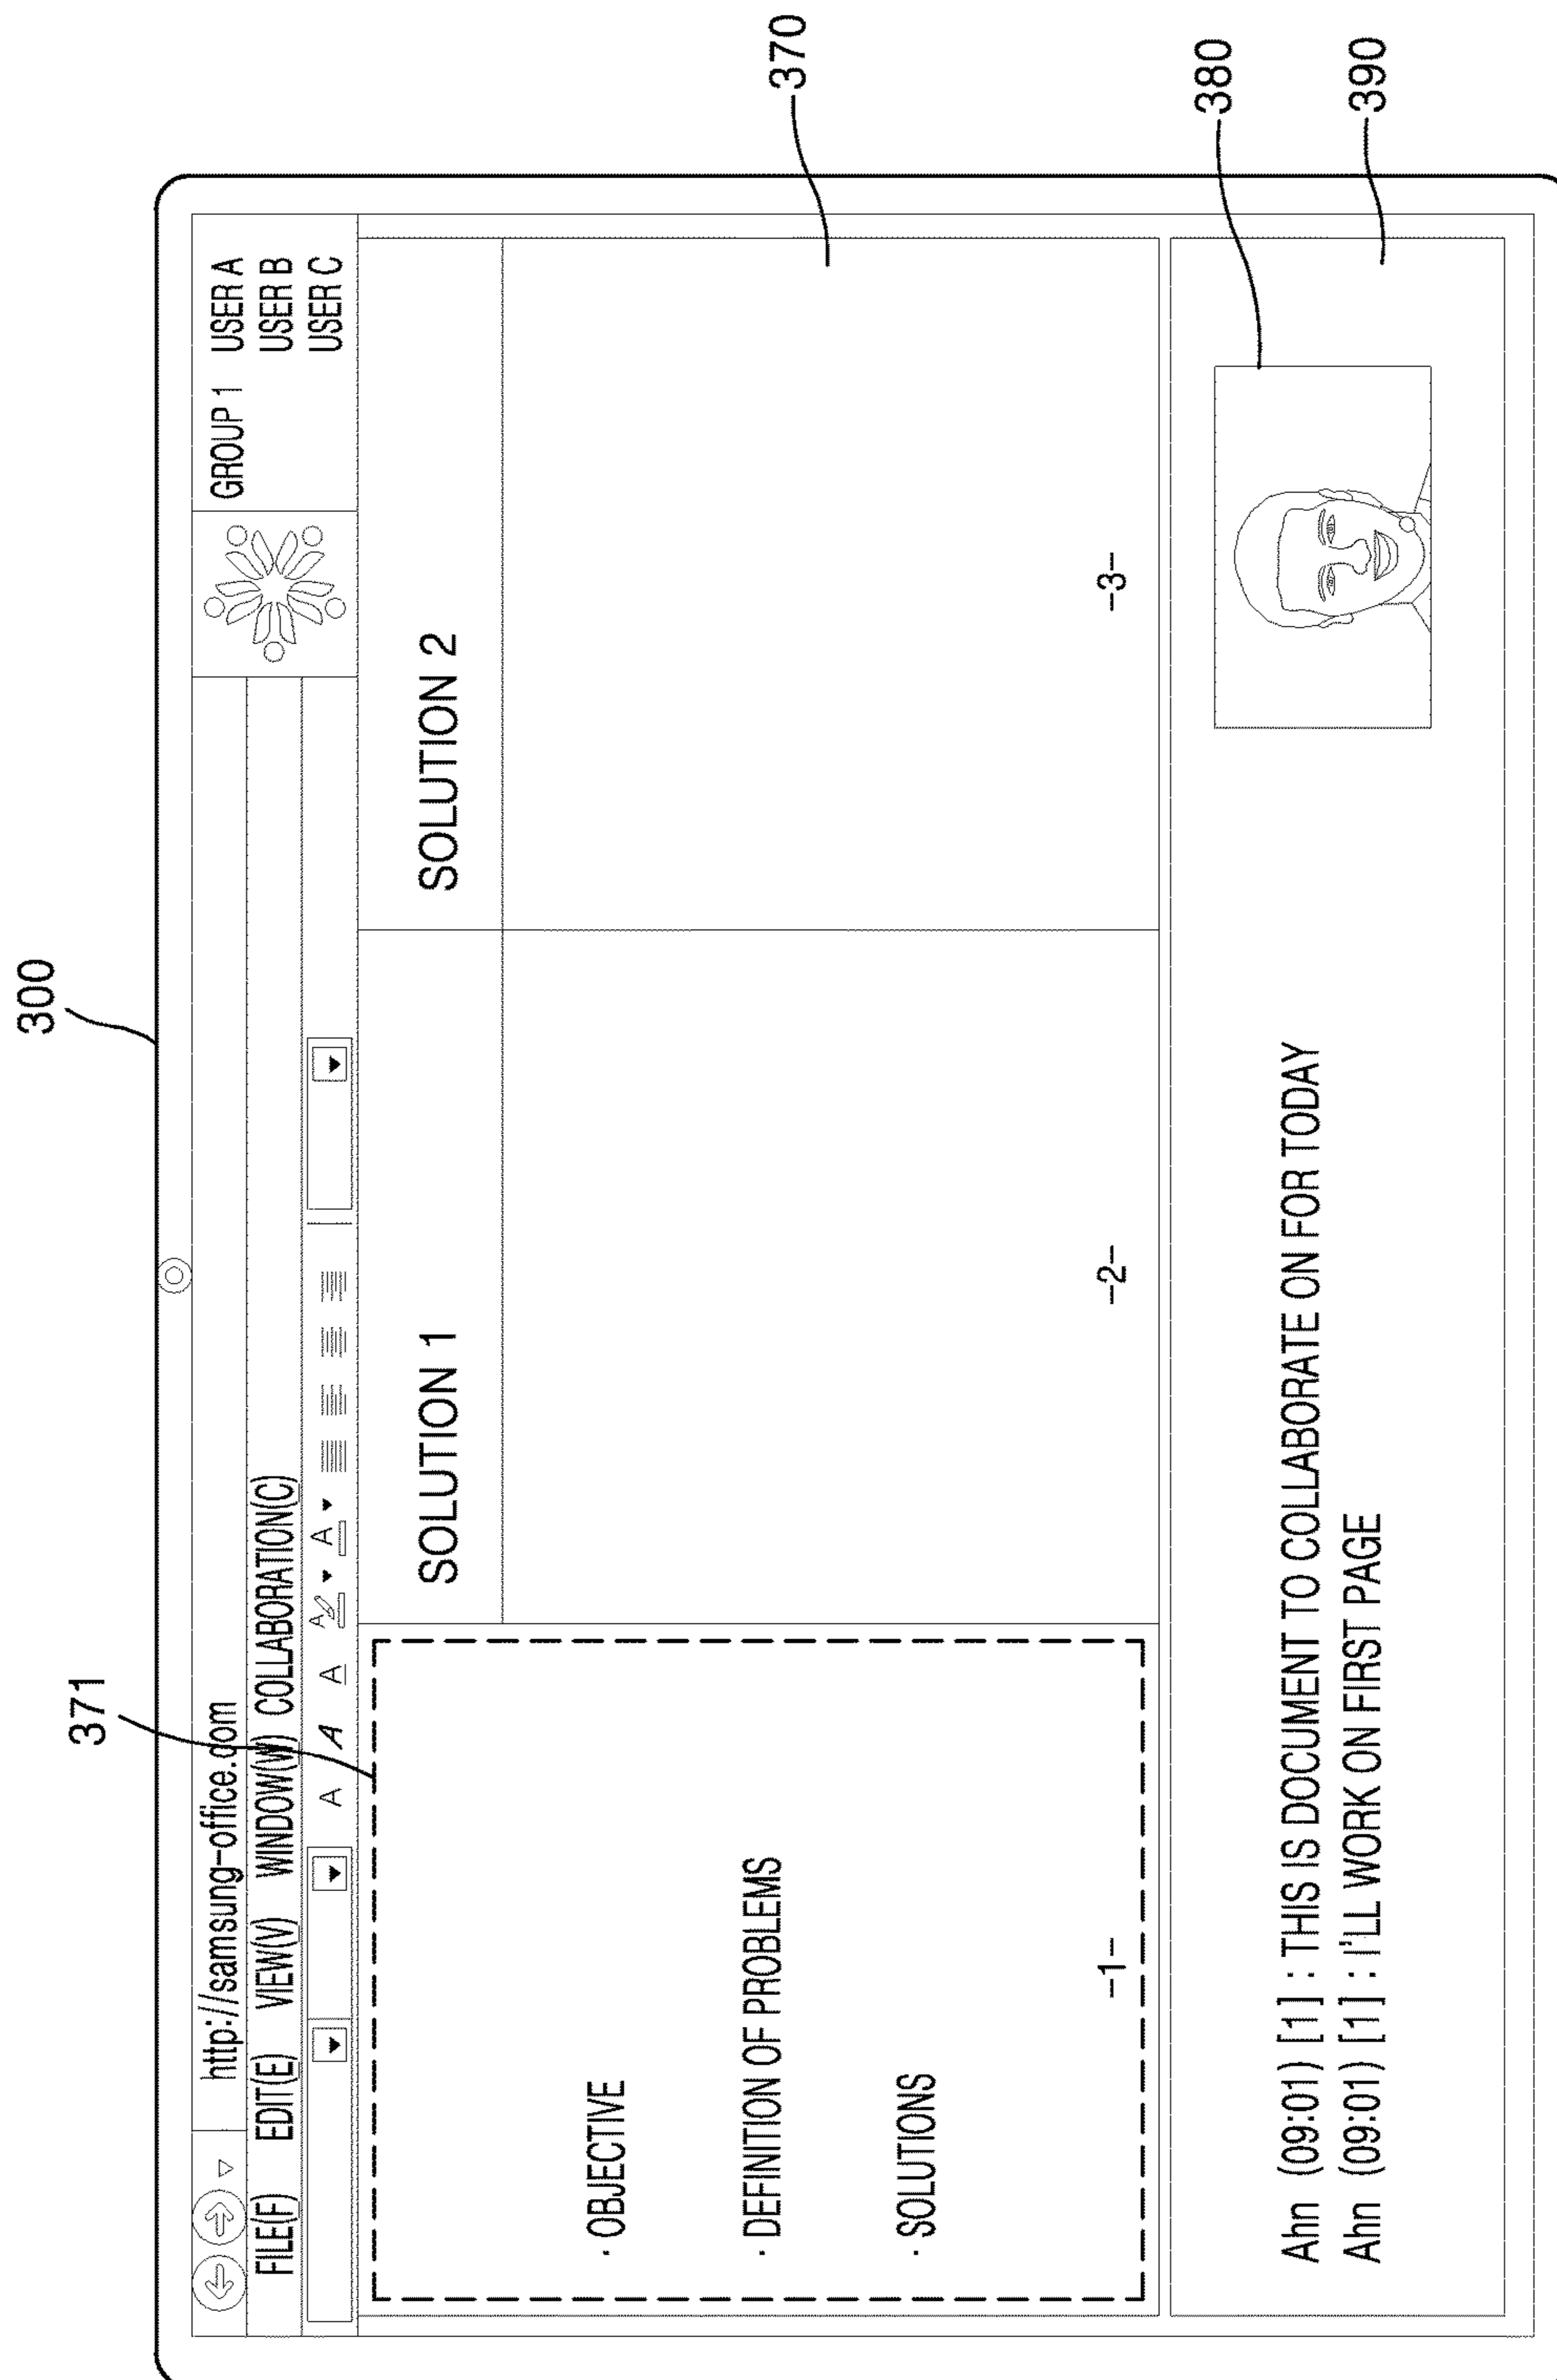 300
371
http://samsung-office.com
GROUP 1 USER A
USER B
USER C
FILE(F) EDIT(E) VIEW(V) WINDOW(W) COLLABORATION(C)
A A A A A
SOLUTION 1
SOLUTION 2
· OBJECTIVE
· DEFINITION OF PROBLEMS
· SOLUTIONS
370
-1-
-2-
-3-
380
Ahn (09:01) [1] : THIS IS DOCUMENT TO COLLABORATE ON FOR TODAY
Ahn (09:01) [1] : I'LL WORK ON FIRST PAGE
390